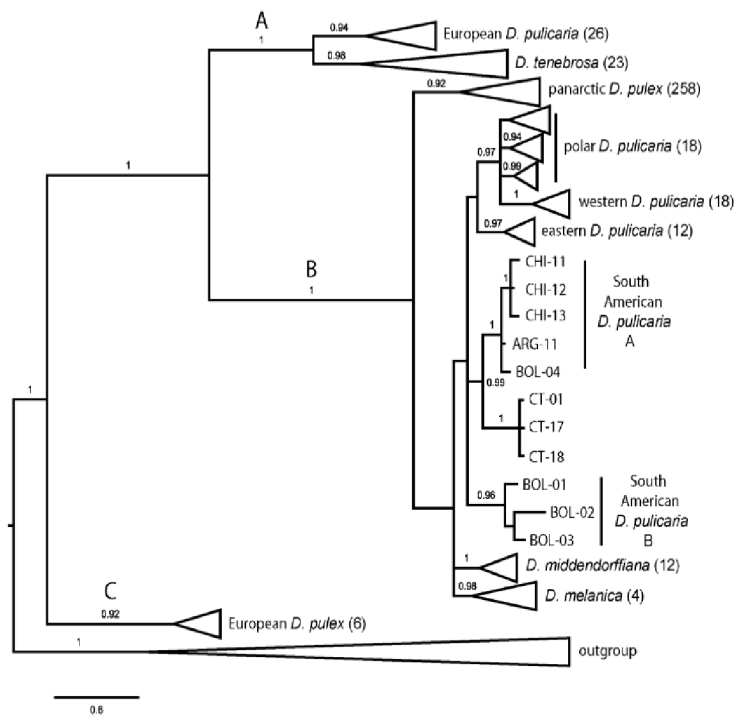 A
0.94
European D. pulicaria (26)
1
0.98
D. tenebrosa (23)
0.92
panarctic D. pulex (258)
0.94
0.97
polar D. pulicaria (18)
0.99
1
1
western D. pulicaria (18)
0.97
eastern D. pulicaria (12)
B
1
CHI-11
1
CHI-12
CHI-13
South
American
D. pulicaria
A
1
ARG-11
BOL-04
0.99
CT-01
1
CT-17
CT-18
1
BOL-01
0.96
BOL-02
BOL-03
South
American
D. pulicaria
B
1
D. middendorffiana (12)
0.98
D. melanica (4)
C
0.92
European D. pulex (6)
1
outgroup
0.6